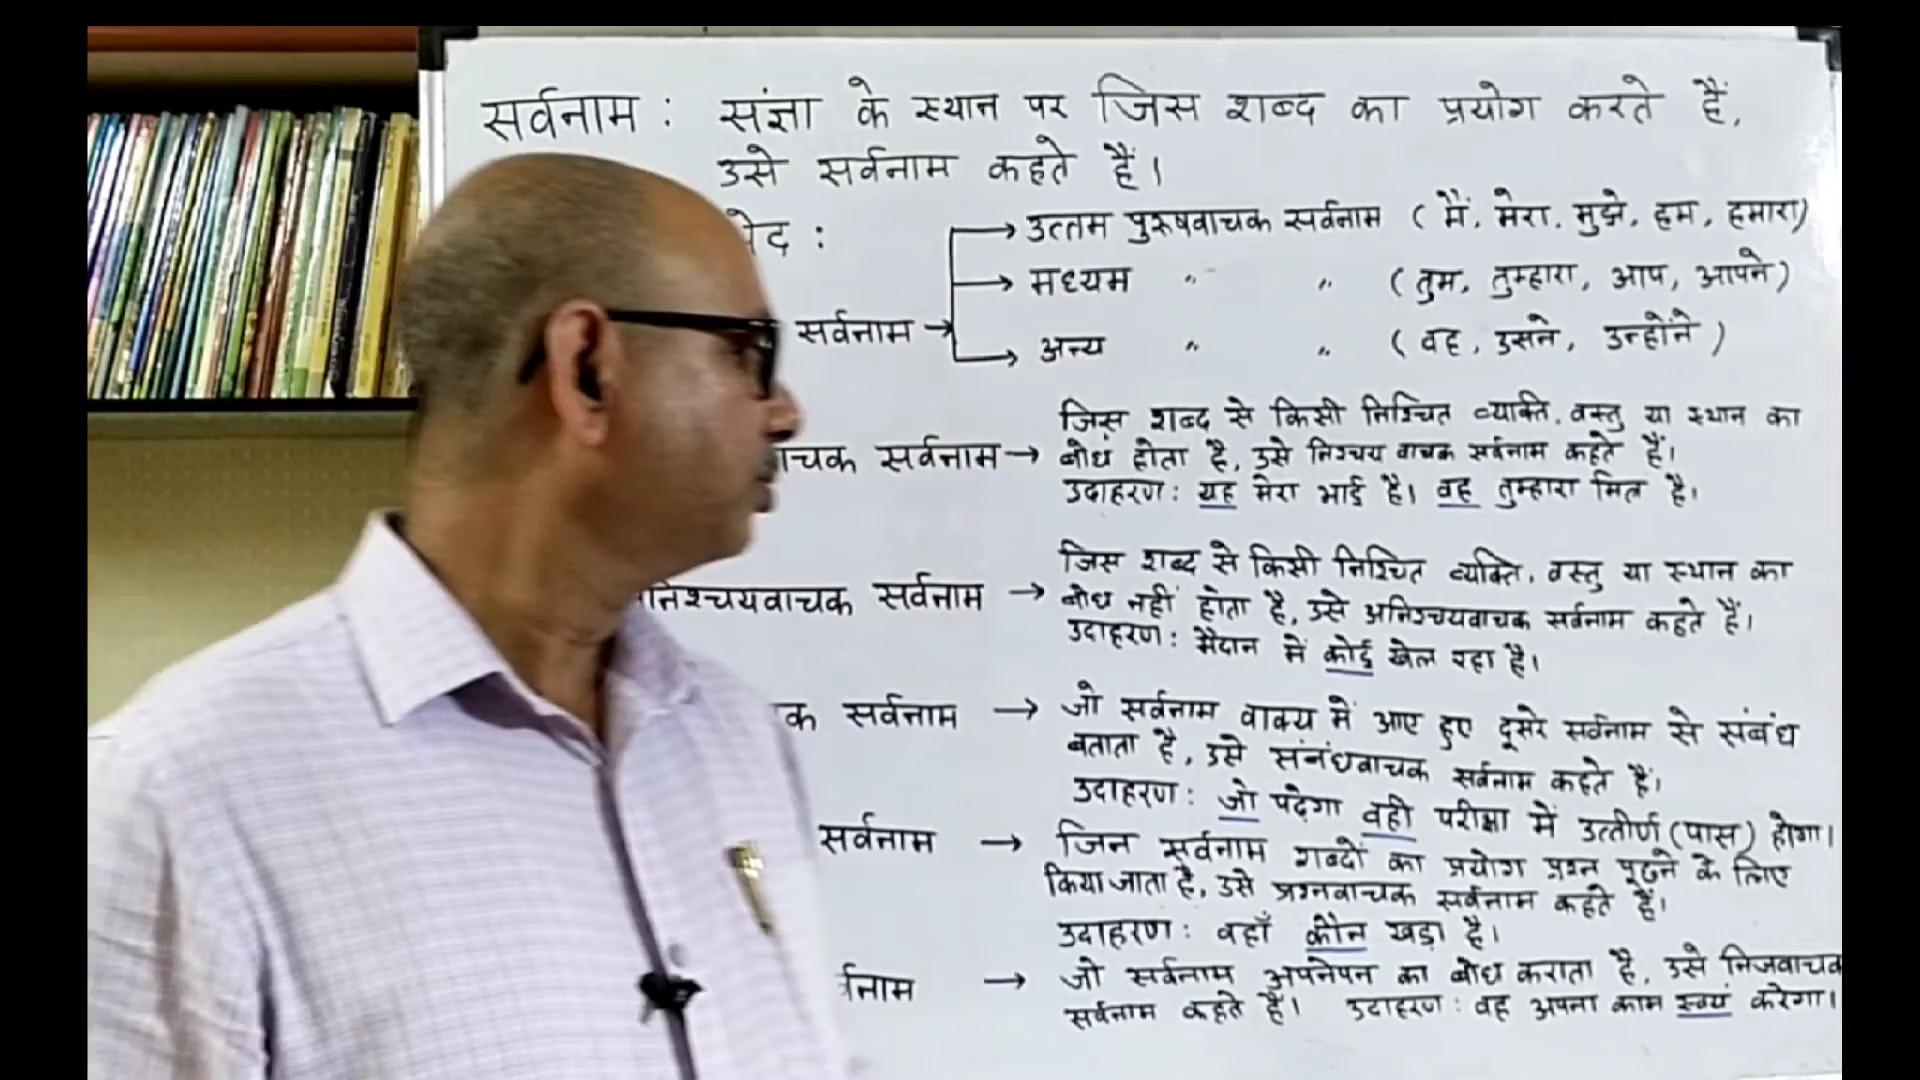 सर्वनाम : संज्ञा के स्थान पर जिस शब्द का प्रयोग करते हैं,
उसे सर्वनाम कहते हैं।
भेद :
उत्तम पुरूषवाचक सर्वनाम ( मैं, मेरा, मुझे, हम, हमारा)
मध्यम " " ( तुम, तुम्हारा, आप, आपने)
सर्वनाम →
अन्य " " ( वह, उसने, उन्होंने )
जिस शब्द से किसी निश्चित व्यक्ति, वस्तु या स्थान का
वाचक सर्वनाम → बोध होता है, उसे निश्चय वाचक सर्वनाम कहते हैं।
उदाहरण: यह मेरा भाई है। वह तुम्हारा मित्र है।
जिस शब्द से किसी निश्चित व्यक्ति, वस्तु या स्थान का
निश्चयवाचक सर्वनाम → बोध नहीं होता है, उसे अनिश्चयवाचक सर्वनाम कहते हैं।
उदाहरण: मैदान में कोई खेल रहा है।
क सर्वनाम → जो सर्वनाम वाक्य में आए हुए दूसरे सर्वनाम से संबंध
बताता है, उसे संबंधवाचक सर्वनाम कहते हैं।
उदाहरण: जो पढ़ेगा वही परीक्षा में उत्तीर्ण (पास) होगा।
सर्वनाम → जिन सर्वनाम शब्दों का प्रयोग प्रश्न पूछने के लिए
किया जाता है, उसे प्रश्नवाचक सर्वनाम कहते हैं।
उदाहरण: वहाँ कौन खड़ा है।
र्वनाम → जो सर्वनाम अपनेपन का बोध कराता है, उसे निजवाचक
सर्वनाम कहते हैं। उदाहरण: वह अपना काम स्वयं करेगा।